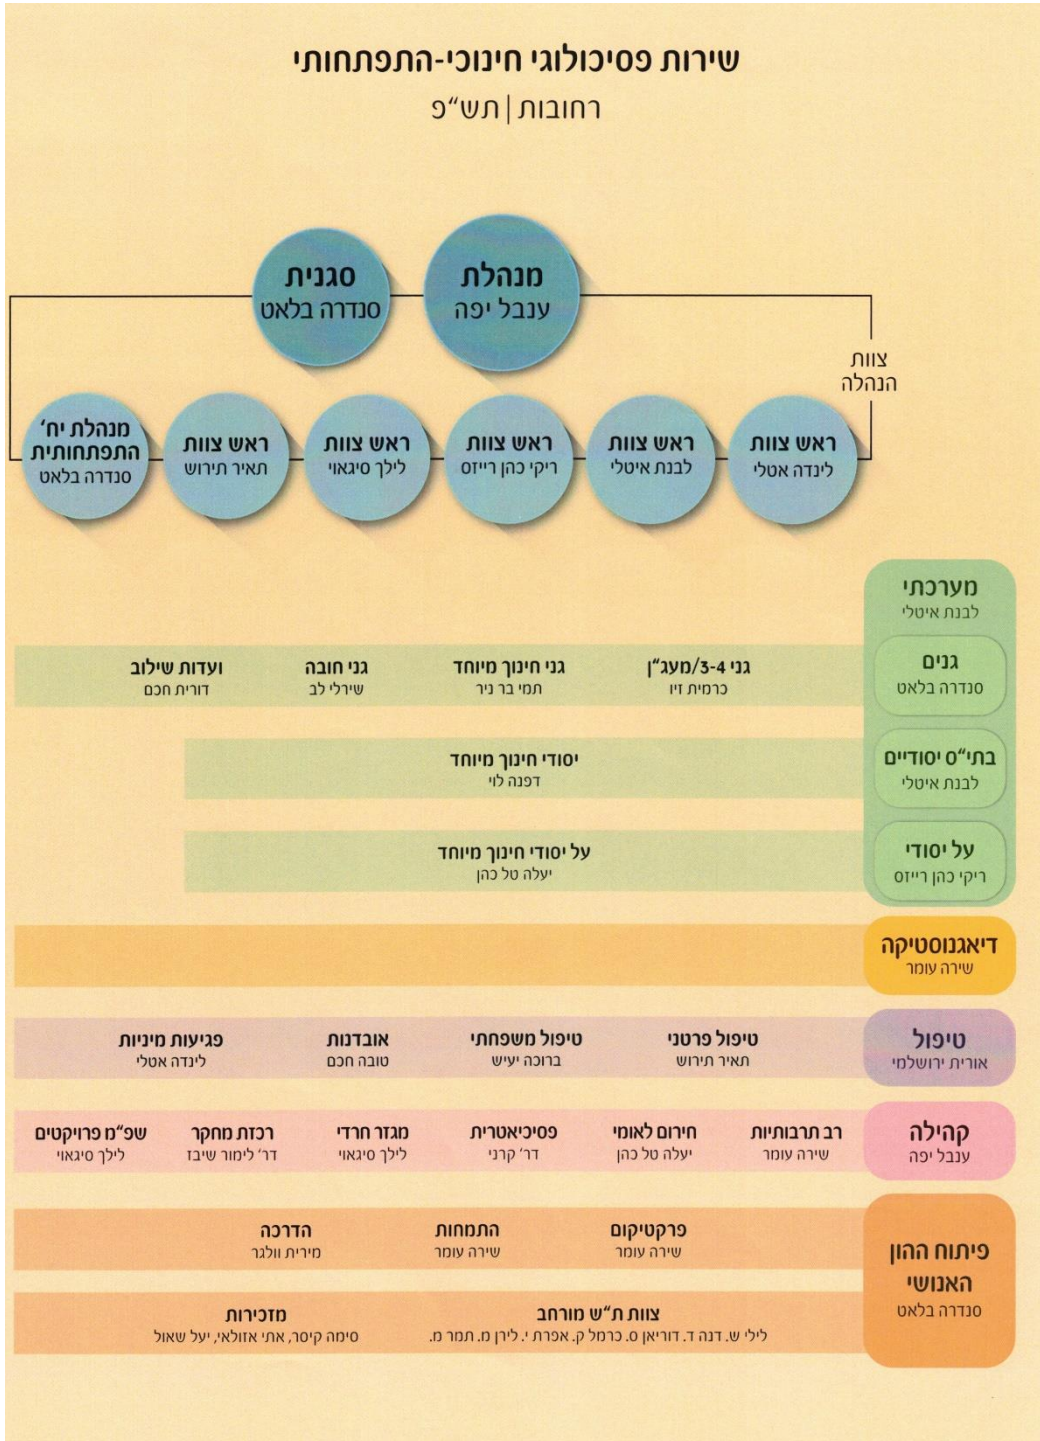 שירות פסיכולוגי חינוכי-התפתחותי
רחובות | תש"פ
מנהלת
ענבל יפה
סגנית
סנדרה בלאט
צוות
הנהלה
ראש צוות
לינדה אטלי
ראש צוות
לבנת איטלי
ראש צוות
ריקי כהן רייזס
ראש צוות
לילך סיגאוי
ראש צוות
תאיר תירוש
מנהלת יח'
התפתחותית
סנדרה בלאט
מערכתי
לבנת איטלי
גנים
סנדרה בלאט
גני 3-4/מעג"ן
כרמית זיו
גני חינוך מיוחד
תמי בר ניר
גני חובה
שירלי לב
ועדות שילוב
דורית חכם
בתי"ס יסודיים
לבנת איטלי
יסודי חינוך מיוחד
דפנה לוי
על יסודי
ריקי כהן רייזס
על יסודי חינוך מיוחד
יעלה טל כהן
דיאגנוסטיקה
שירה עומר
טיפול
אורית ירושלמי
טיפול פרטני
תאיר תירוש
טיפול משפחתי
ברוכה יעיש
אובדנות
טובה חכם
פגיעות מיניות
לינדה אטלי
קהילה
ענבל יפה
רב תרבותיות
שירה עומר
חירום לאומי
יעלה טל כהן
פסיכיאטרית
דר' קרני
מגזר חרדי
לילך סיגאוי
רכזת מחקר
דר' לימור שיבז
שפ"מ פרויקטים
לילך סיגאוי
פיתוח ההון
האנושי
סנדרה בלאט
פרקטיקום
שירה עומר
התמחות
שירה עומר
הדרכה
מירית וולגר
צוות ת"ש מורחב
לילי ש. דנה ד. דוריאן ס. כרמל ק. אפרת י. לירן מ. תמר מ.
מזכירות
סימה קיסר, אתי אזולאי, יעל שאול